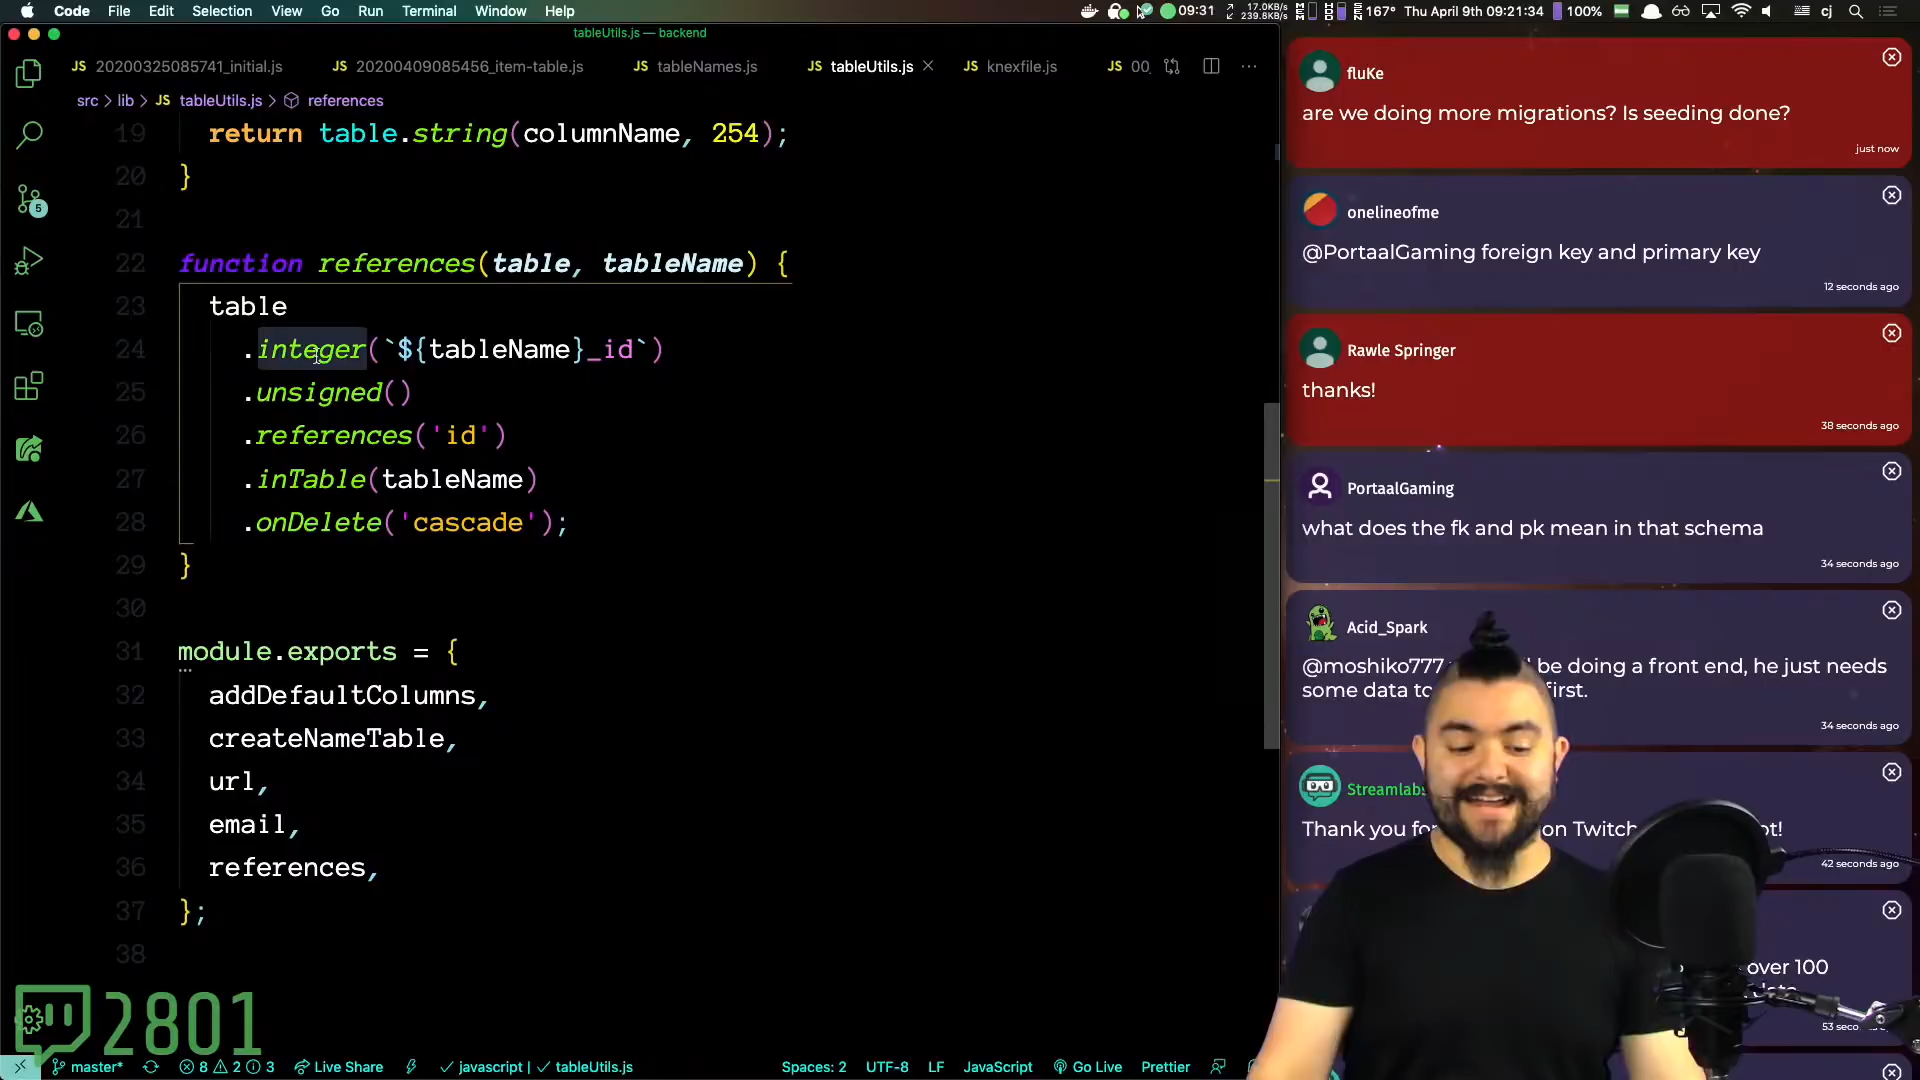 Code File Edit Selection View Go Run Terminal Window Help
09:31 17.0KB/s 239.8KB/s 167° Thu April 9th 09:21:34 100% cj
tableUtils.js — backend
JS 20200325085741_initial.js JS 20200409085456_item-table.js JS tableNames.js JS tableUtils.js JS knexfile.js JS 00
src > lib > JS tableUtils.js > references
19 return table.string(columnName, 254);
20 }
21
22 function references(table, tableName) {
23 table
24 .integer(`${tableName}_id`)
25 .unsigned()
26 .references('id')
27 .inTable(tableName)
28 .onDelete('cascade');
29 }
30
31 module.exports = {
32 addDefaultColumns,
33 createNameTable,
34 url,
35 email,
36 references,
37 };
38
5
2801
master* 8 2 3 Live Share javascript | tableUtils.js Spaces: 2 UTF-8 LF JavaScript Go Live Prettier
fluKe
are we doing more migrations? Is seeding done?
just now
onelineofme
@PortaalGaming foreign key and primary key
12 seconds ago
Rawle Springer
thanks!
38 seconds ago
PortaalGaming
what does the fk and pk mean in that schema
34 seconds ago
Acid_Spark
@moshiko777 be doing a front end, he just needs
some data to first.
34 seconds ago
Streamlabs
Thank you for on Twitch
42 seconds ago
over 100
53